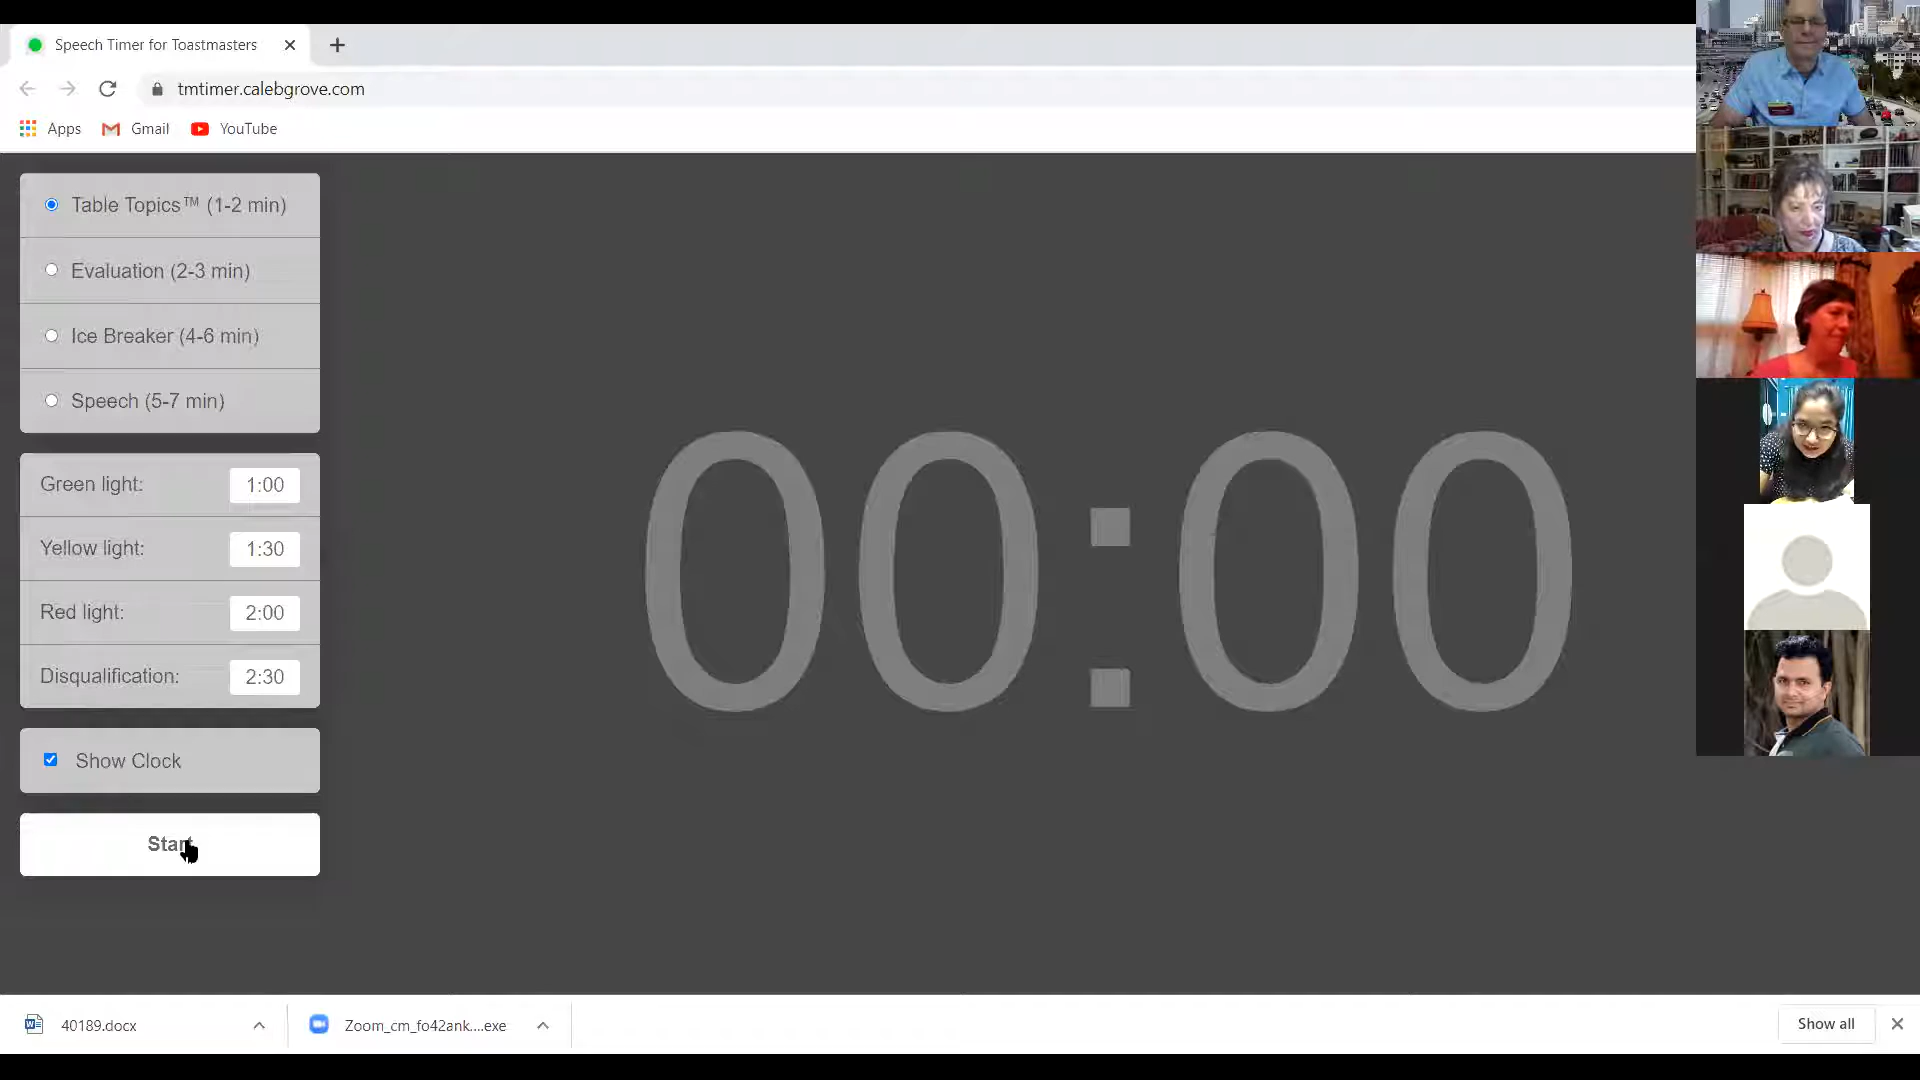 Speech Timer for Toastmasters
tmtimer.calebgrove.com
Apps Gmail YouTube
Table Topics™ (1-2 min)
Evaluation (2-3 min)
Ice Breaker (4-6 min)
Speech (5-7 min)
Green light: 1:00
Yellow light: 1:30
Red light: 2:00
Disqualification: 2:30
Show Clock
Start
00:00
40189.docx
Zoom_cm_fo42ank....exe
Show all